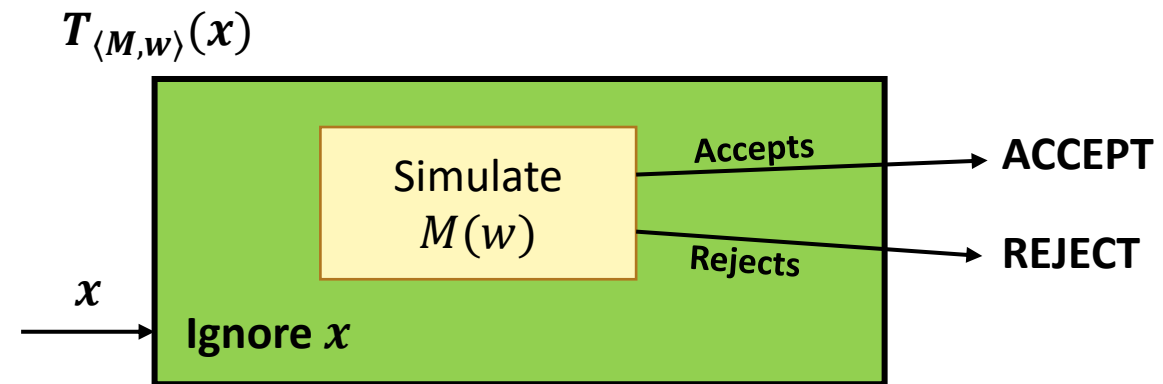 T⟨M,w⟩(x)
Simulate
M(w)
Accepts
ACCEPT
Rejects
REJECT
x
Ignore x